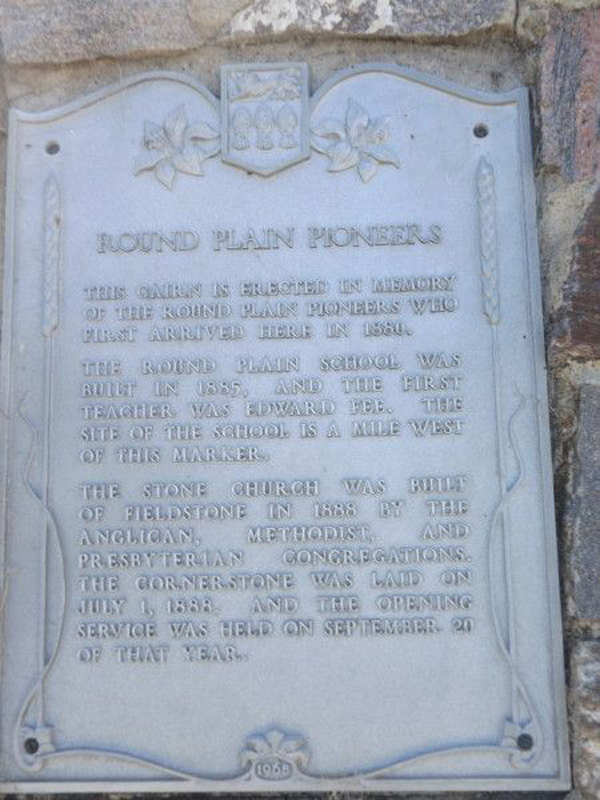 ROUND PLAIN PIONEERS
THIS CAIRN IS ERECTED IN MEMORY
OF THE ROUND PLAIN PIONEERS WHO
FIRST ARRIVED HERE IN 1880.
THE ROUND PLAIN SCHOOL WAS
BUILT IN 1885, AND THE FIRST
TEACHER WAS EDWARD FEE. THE
SITE OF THE SCHOOL IS A MILE WEST
OF THIS MARKER.
THE STONE CHURCH WAS BUILT
OF FIELDSTONE IN 1888 BY THE
ANGLICAN, METHODIST, AND
PRESBYTERIAN CONGREGATIONS.
THE CORNERSTONE WAS LAID ON
JULY 1, 1888, AND THE OPENING
SERVICE WAS HELD ON SEPTEMBER 20
OF THAT YEAR.